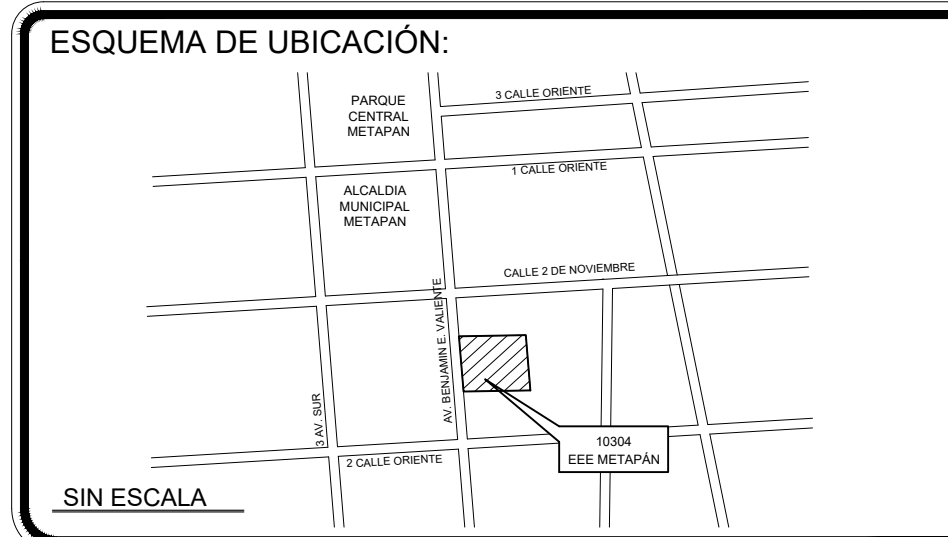 ESQUEMA DE UBICACIÓN:
PARQUE
CENTRAL
METAPAN
3 CALLE ORIENTE
1 CALLE ORIENTE
ALCALDIA
MUNICIPAL
METAPAN
CALLE 2 DE NOVIEMBRE
AV. BENJAMIN E. VALIENTE
3 AV. SUR
10304
EEE METAPÁN
2 CALLE ORIENTE
SIN ESCALA